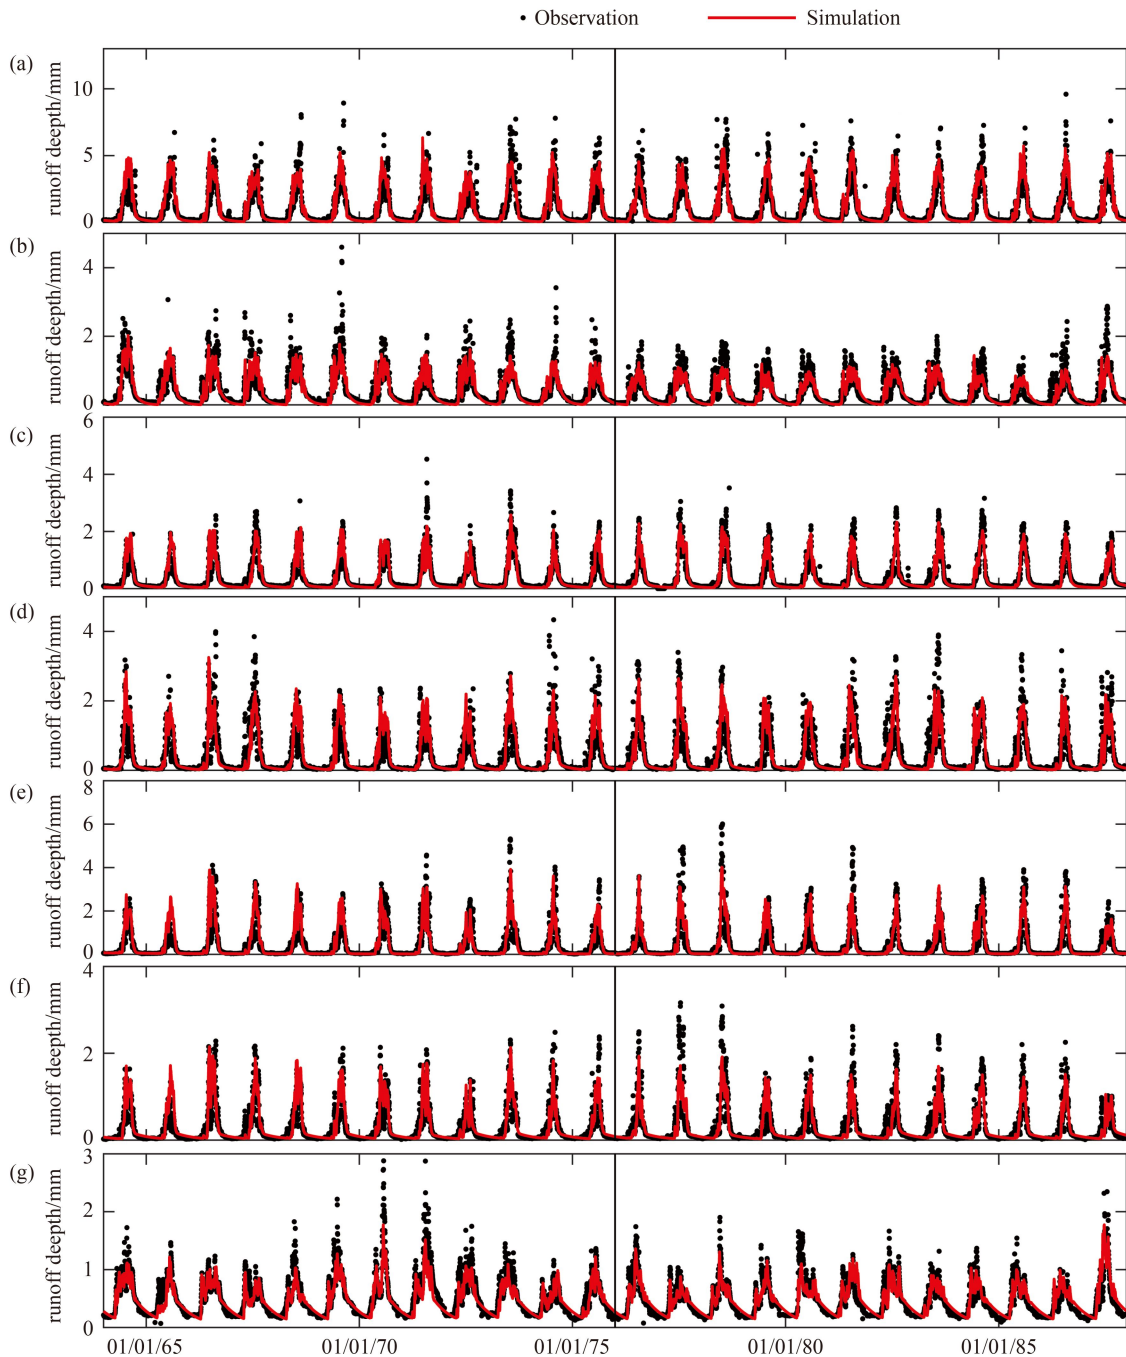 Observation Simulation
(a)
runoff deepth/mm
10
5
0
(b)
runoff deepth/mm
4
2
0
(c)
runoff deepth/mm
6
4
2
0
(d)
runoff deepth/mm
4
2
0
(e)
runoff deepth/mm
8
6
4
2
0
(f)
runoff deepth/mm
4
2
0
(g)
runoff deepth/mm
3
2
1
0
01/01/65 01/01/70 01/01/75 01/01/80 01/01/85